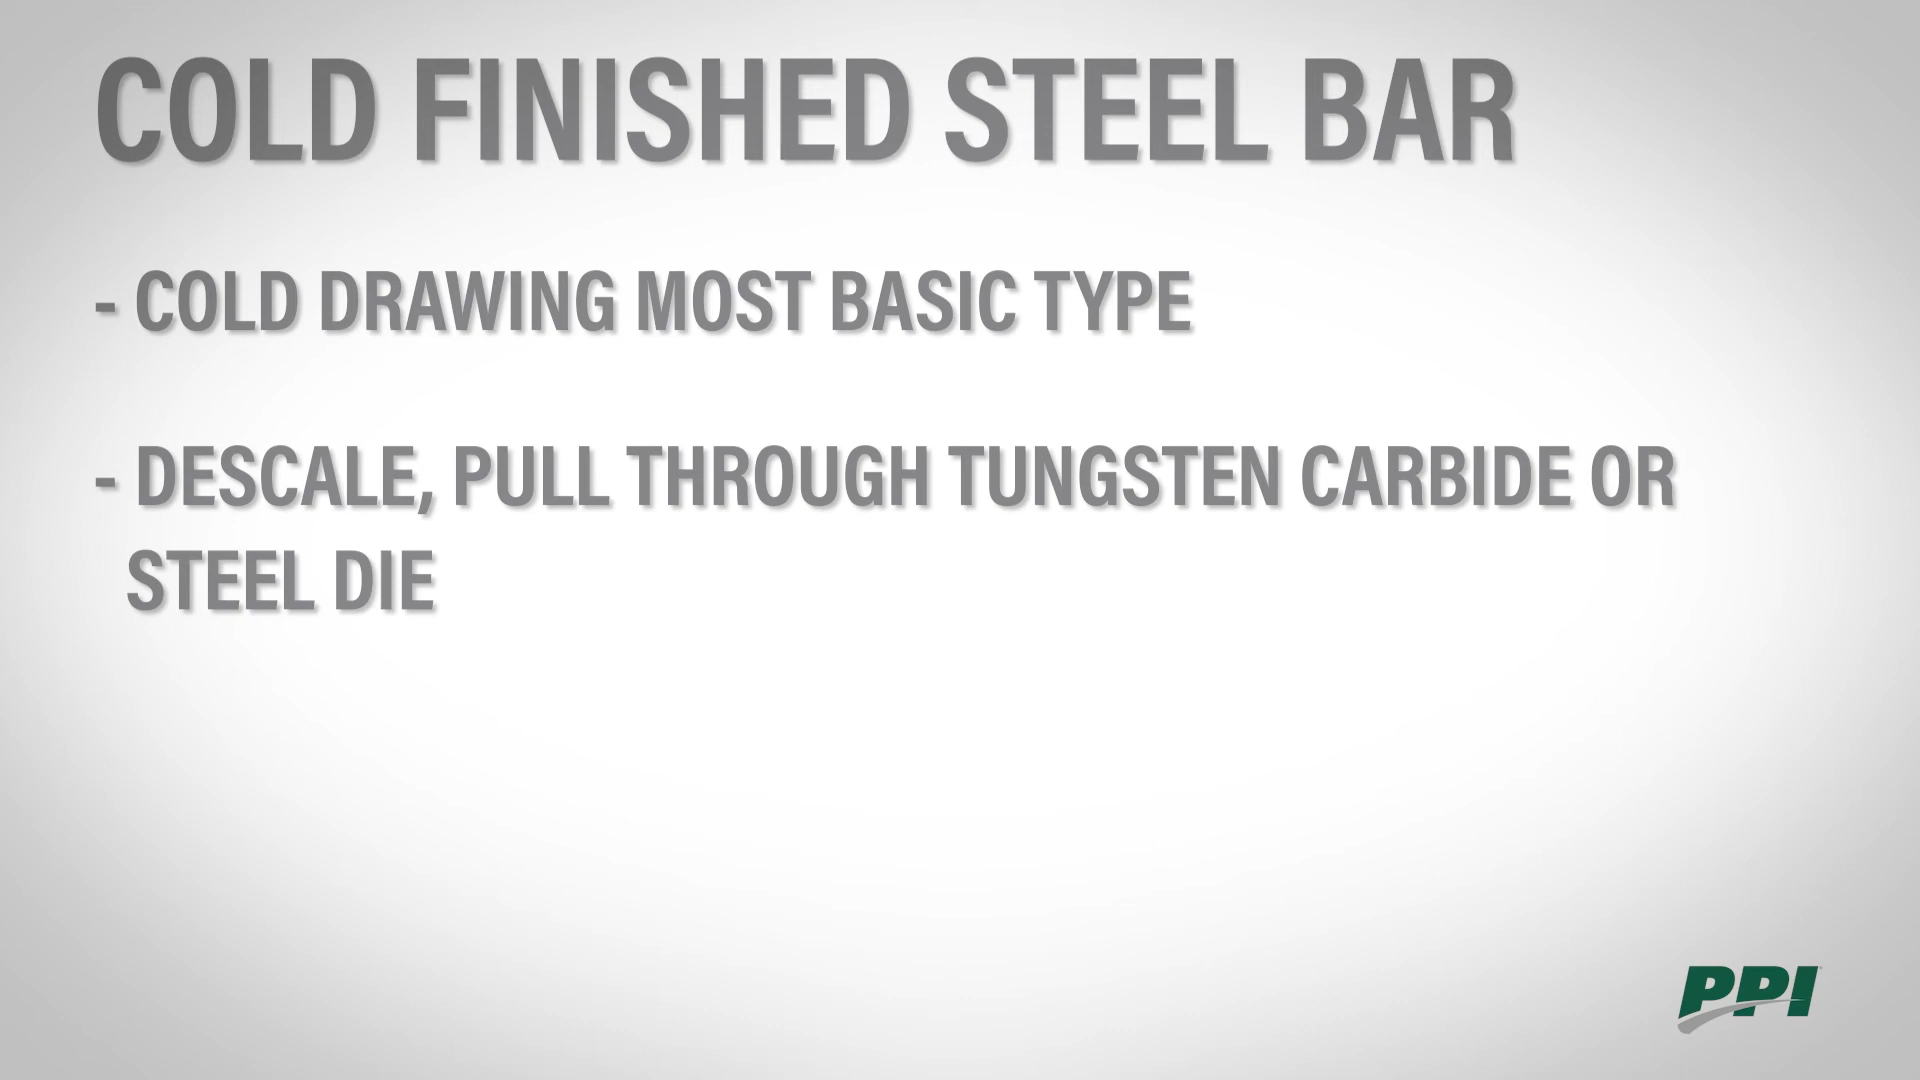 COLD FINISHED STEEL BAR
- COLD DRAWING MOST BASIC TYPE
- DESCALE, PULL THROUGH TUNGSTEN CARBIDE OR
STEEL DIE
PPI